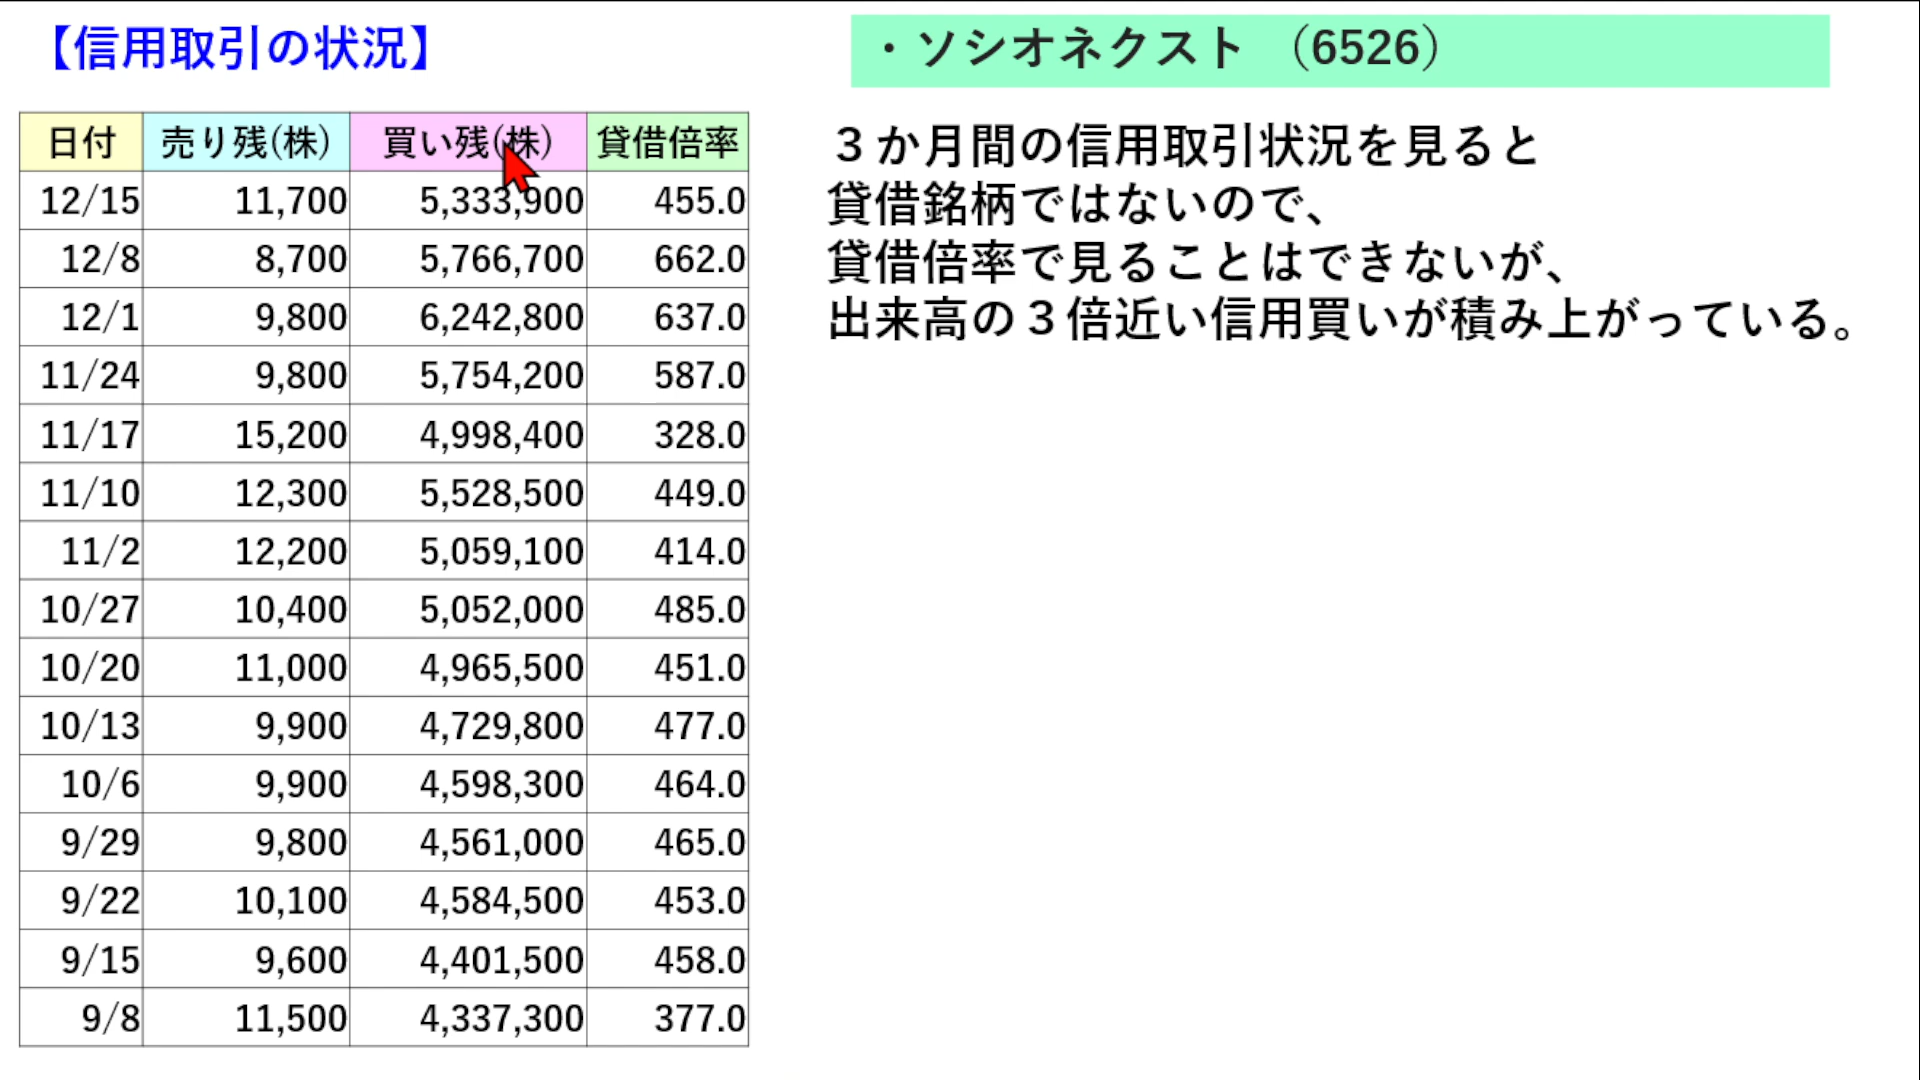 【信用取引の状況】
・ソシオネクスト （6526）
日付 売り残(株) 買い残(株) 貸借倍率
12/15 11,700 5,333,900 455.0
12/8 8,700 5,766,700 662.0
12/1 9,800 6,242,800 637.0
11/24 9,800 5,754,200 587.0
11/17 15,200 4,998,400 328.0
11/10 12,300 5,528,500 449.0
11/2 12,200 5,059,100 414.0
10/27 10,400 5,052,000 485.0
10/20 11,000 4,965,500 451.0
10/13 9,900 4,729,800 477.0
10/6 9,900 4,598,300 464.0
9/29 9,800 4,561,000 465.0
9/22 10,100 4,584,500 453.0
9/15 9,600 4,401,500 458.0
9/8 11,500 4,337,300 377.0
３か月間の信用取引状況を見ると
貸借銘柄ではないので、
貸借倍率で見ることはできないが、
出来高の３倍近い信用買いが積み上がっている。